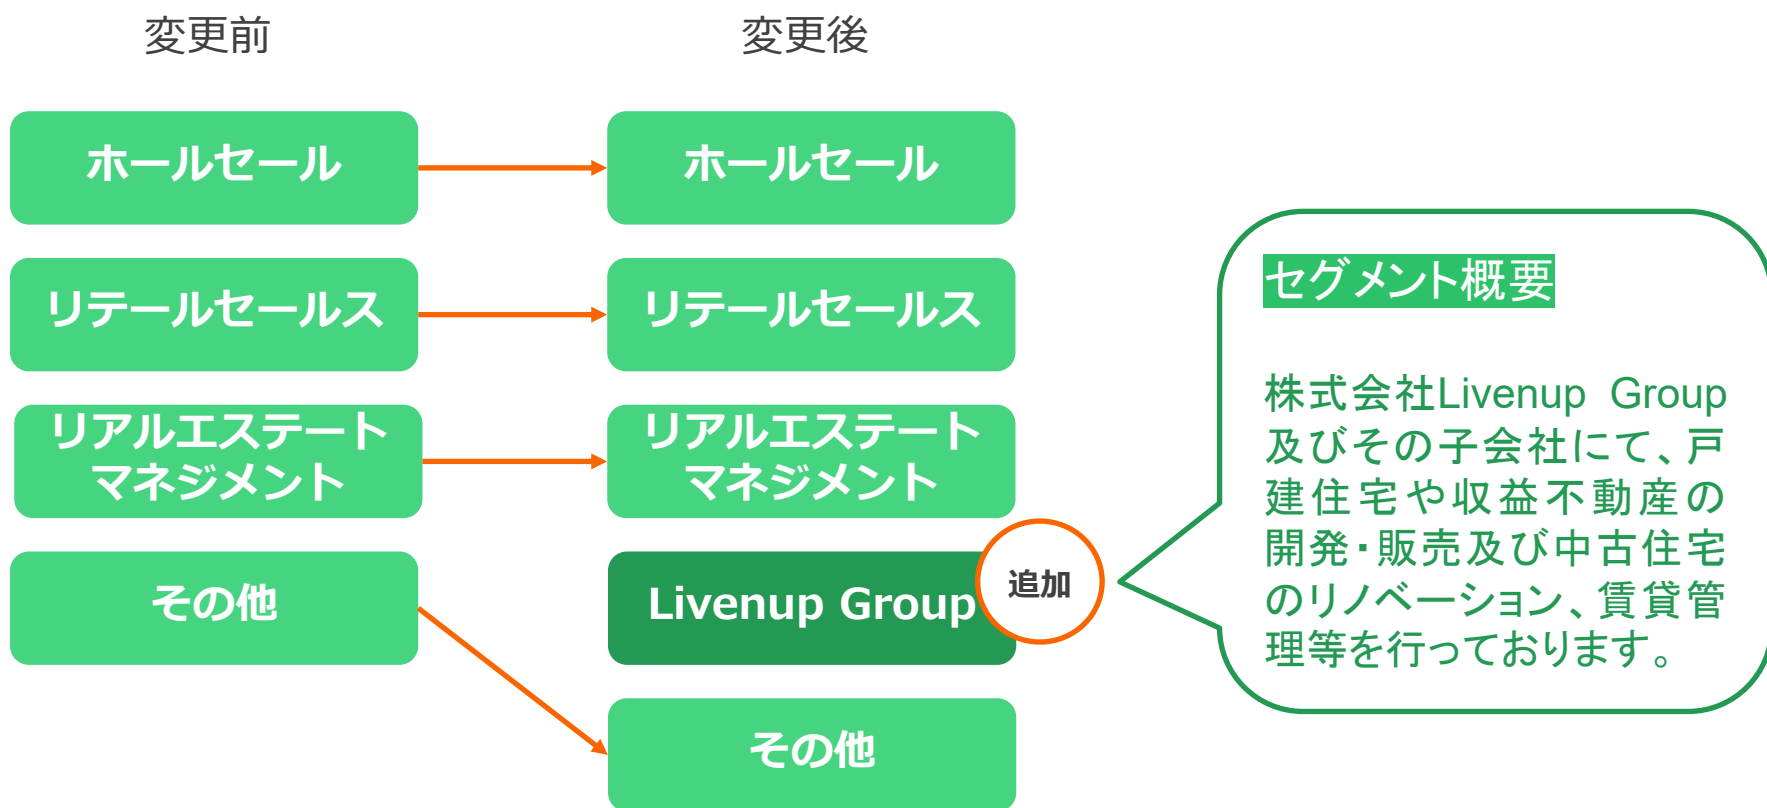 変更前
変更後
ホールセール
ホールセール
リテールセールス
リテールセールス
リアルエステート
マネジメント
リアルエステート
マネジメント
その他
Livenup Group
追加
その他
セグメント概要
株式会社Livenup Group
及びその子会社にて、戸
建住宅や収益不動産の
開発・販売及び中古住宅
のリノベーション、賃貸管
理等を行っております。